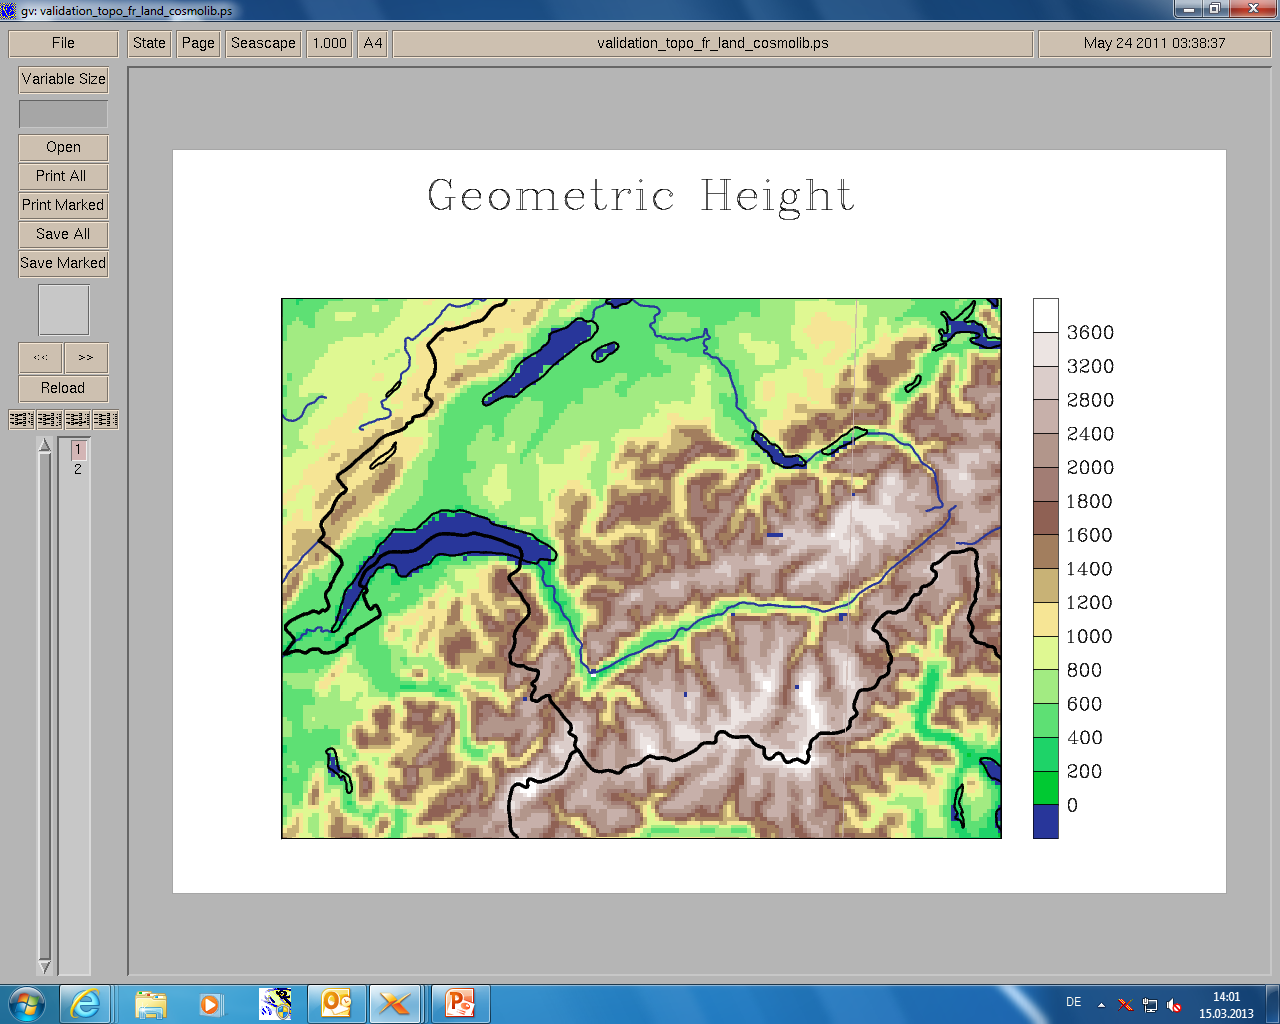 gv: validation_topo_fr_land_cosmolib.ps
File State Page Seascape 1.000 A4 validation_topo_fr_land_cosmolib.ps May 24 2011 03:38:37
Variable Size
Open
Print All
Print Marked
Save All
Save Marked
<< >>
Reload
1
2
Geometric Height
3600
3200
2800
2400
2000
1800
1600
1400
1200
1000
800
600
400
200
0
DE
14:01
15.03.2013